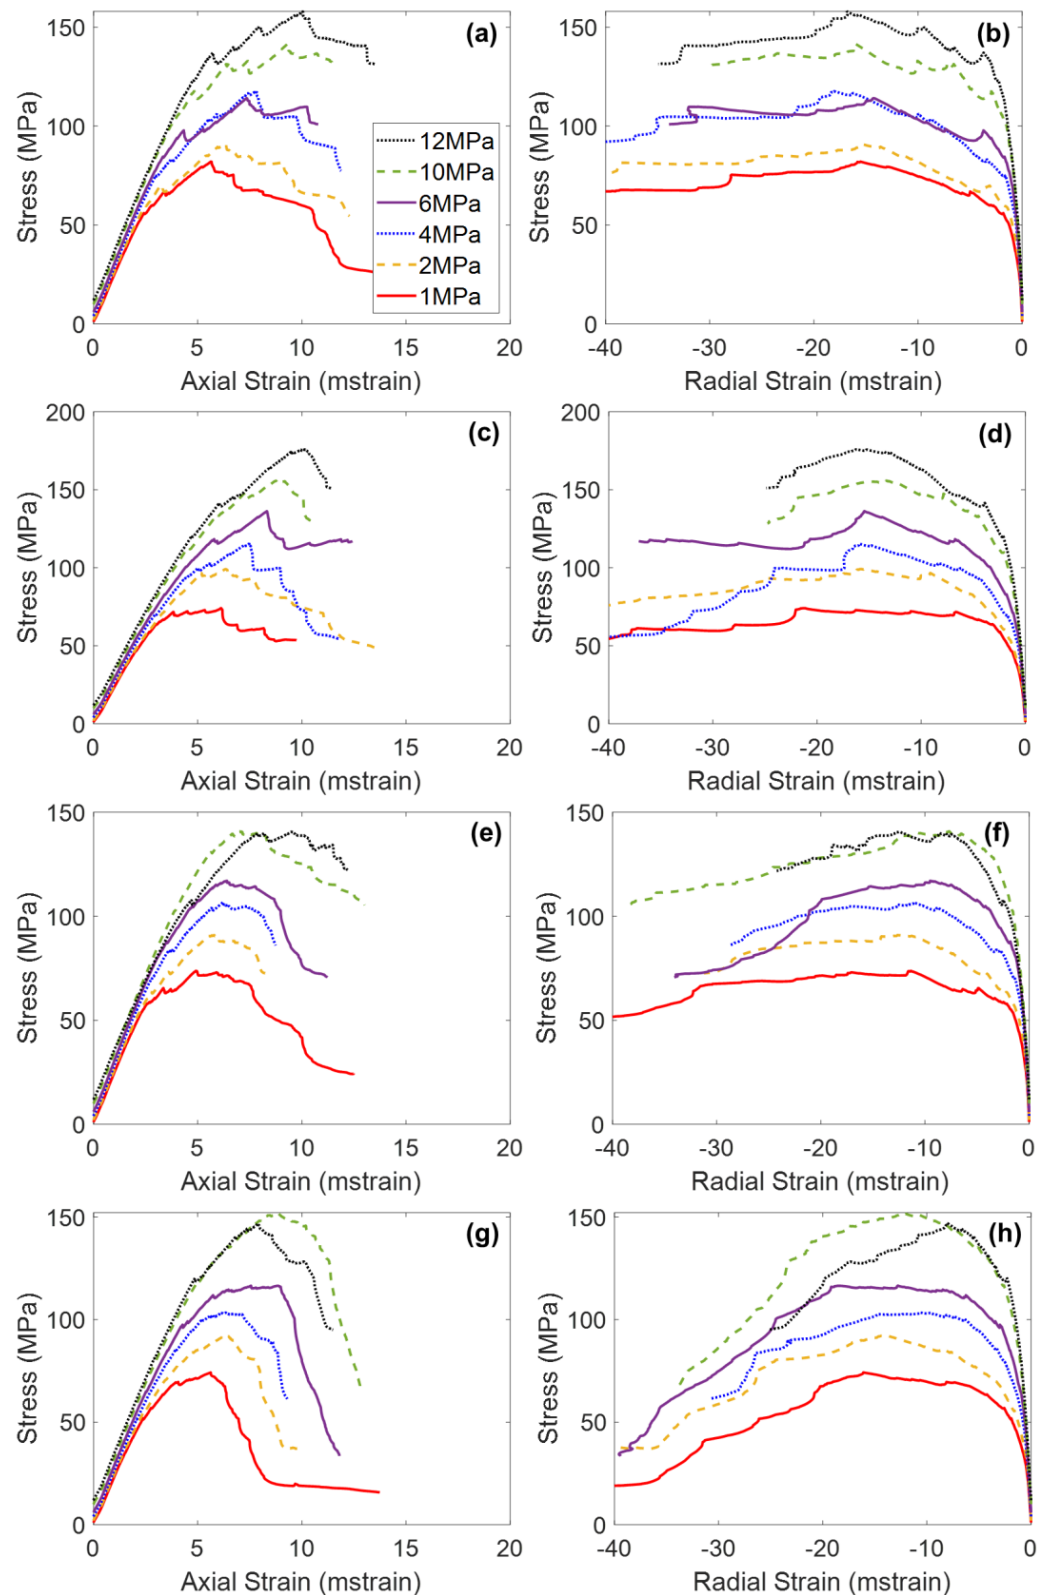 (a)
150
100
50
0
Stress (MPa)
12MPa
10MPa
6MPa
4MPa
2MPa
1MPa
0 5 10 15 20
Axial Strain (mstrain)
(b)
150
100
50
0
Stress (MPa)
-40 -30 -20 -10 0
Radial Strain (mstrain)
(c)
200
150
100
50
0
Stress (MPa)
0 5 10 15 20
Axial Strain (mstrain)
(d)
200
150
100
50
0
Stress (MPa)
-40 -30 -20 -10 0
Radial Strain (mstrain)
(e)
150
100
50
0
Stress (MPa)
0 5 10 15 20
Axial Strain (mstrain)
(f)
150
100
50
0
Stress (MPa)
-40 -30 -20 -10 0
Radial Strain (mstrain)
(g)
150
100
50
0
Stress (MPa)
0 5 10 15 20
Axial Strain (mstrain)
(h)
150
100
50
0
Stress (MPa)
-40 -30 -20 -10 0
Radial Strain (mstrain)